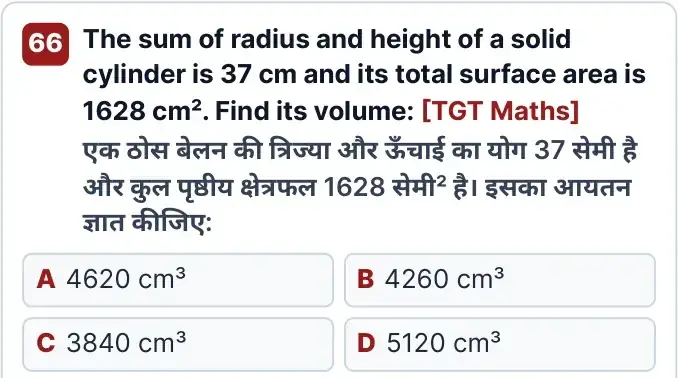 66 The sum of radius and height of a solid
cylinder is 37 cm and its total surface area is
1628 cm². Find its volume: [TGT Maths]
एक ठोस बेलन की त्रिज्या और ऊँचाई का योग 37 सेमी है
और कुल पृष्ठीय क्षेत्रफल 1628 सेमी² है। इसका आयतन
ज्ञात कीजिए:
A 4620 cm³ B 4260 cm³
C 3840 cm³ D 5120 cm³